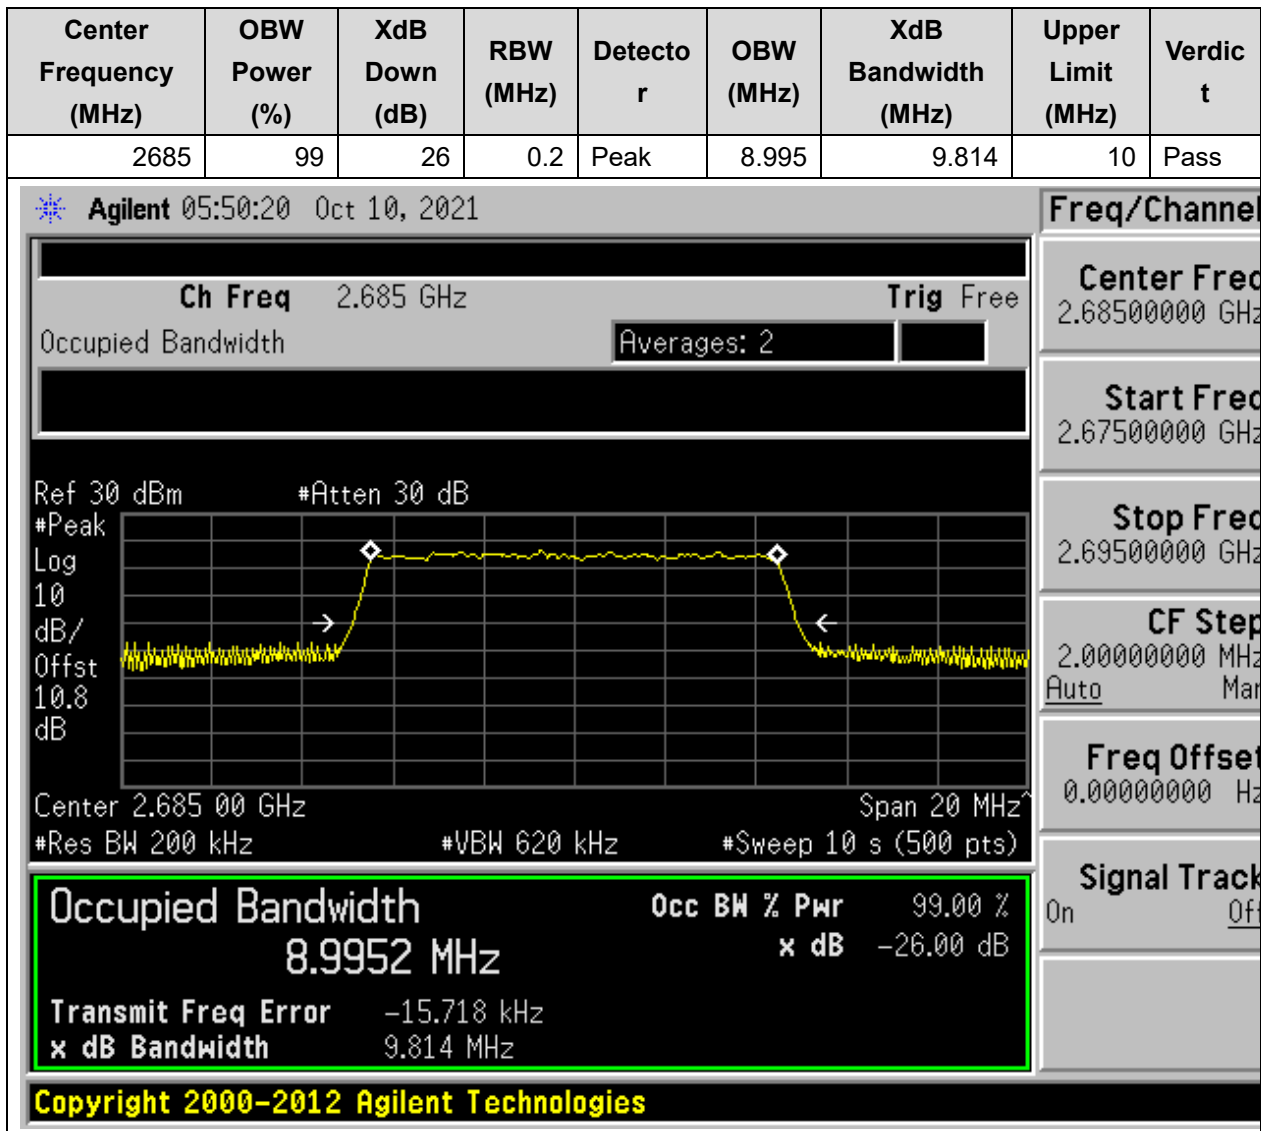 Center Frequency (MHz) OBW Power (%) XdB Down (dB) RBW (MHz) Detecto r OBW (MHz) XdB Bandwidth (MHz) Upper Limit (MHz) Verdic t
2685 99 26 0.2 Peak 8.995 9.814 10 Pass
Agilent 05:50:20 Oct 10, 2021
Freq/Channel
Ch Freq 2.685 GHz Trig Free
Occupied Bandwidth Averages: 2
Center Freq
2.68500000 GHz
Start Freq
2.67500000 GHz
Stop Freq
2.69500000 GHz
CF Step
2.00000000 MHz
Auto Man
Freq Offset
0.00000000 Hz
Signal Track
On Off
Ref 30 dBm #Atten 30 dB
#Peak
Log
10
dB/
Offst
10.8
dB
Center 2.685 00 GHz Span 20 MHz^
#Res BW 200 kHz #VBW 620 kHz #Sweep 10 s (500 pts)
Occupied Bandwidth
8.9952 MHz
Occ BW % Pwr 99.00 %
x dB -26.00 dB
Transmit Freq Error -15.718 kHz
x dB Bandwidth 9.814 MHz
Copyright 2000-2012 Agilent Technologies